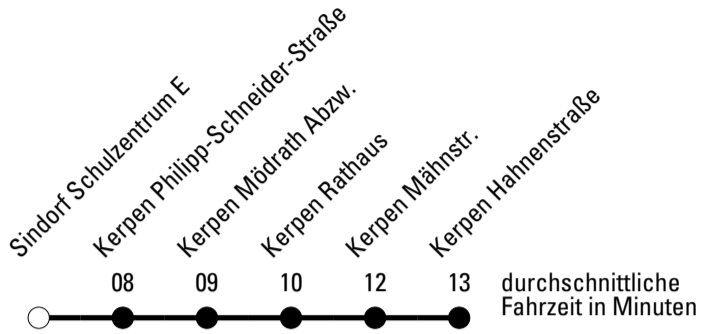 Sindorf Schulzentrum E
Kerpen Philipp-Schneider-Straße
Kerpen Mödrath Abzw.
Kerpen Rathaus
Kerpen Mähnstr.
Kerpen Hahnenstraße
08 09 10 12 13 durchschnittliche
Fahrzeit in Minuten